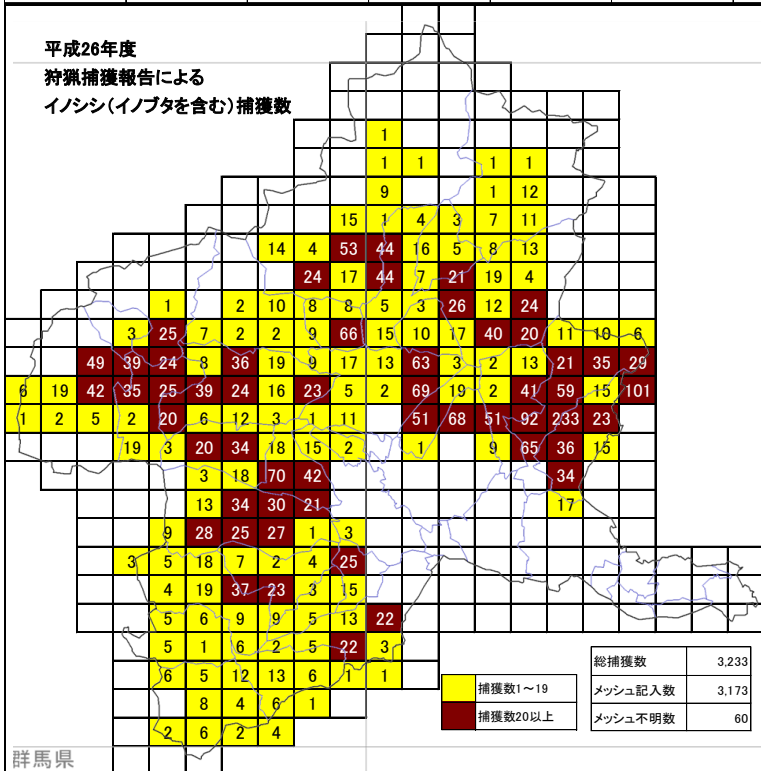 平成26年度
狩猟捕獲報告による
イノシシ(イノブタを含む)捕獲数
1
1 1 1 1
9 1 12
15 1 4 3 7 11
14 4 53 44 16 5 8 13
24 17 44 7 21 19 4
1 2 10 8 8 5 3 26 12 24
3 25 7 2 2 9 66 15 10 17 40 20 11 10 6
49 39 24 8 36 19 9 17 13 63 3 2 13 21 35 29
6 19 42 35 25 39 24 16 23 5 2 69 19 2 41 59 15 101
1 2 5 2 20 6 12 3 1 11 51 68 51 92 233 23
19 3 20 34 18 15 2 1 9 65 36 15
3 18 70 42 34
13 34 30 21 17
9 28 25 27 1 3
3 5 18 7 2 4 25
4 19 37 23 3 15
5 6 9 9 5 13 22
5 1 6 2 5 22 3
6 5 12 13 6 1 1
8 4 6 1
2 6 2 4
捕獲数1~19
捕獲数20以上
総捕獲数 3,233
メッシュ記入数 3,173
メッシュ不明数 60
群馬県